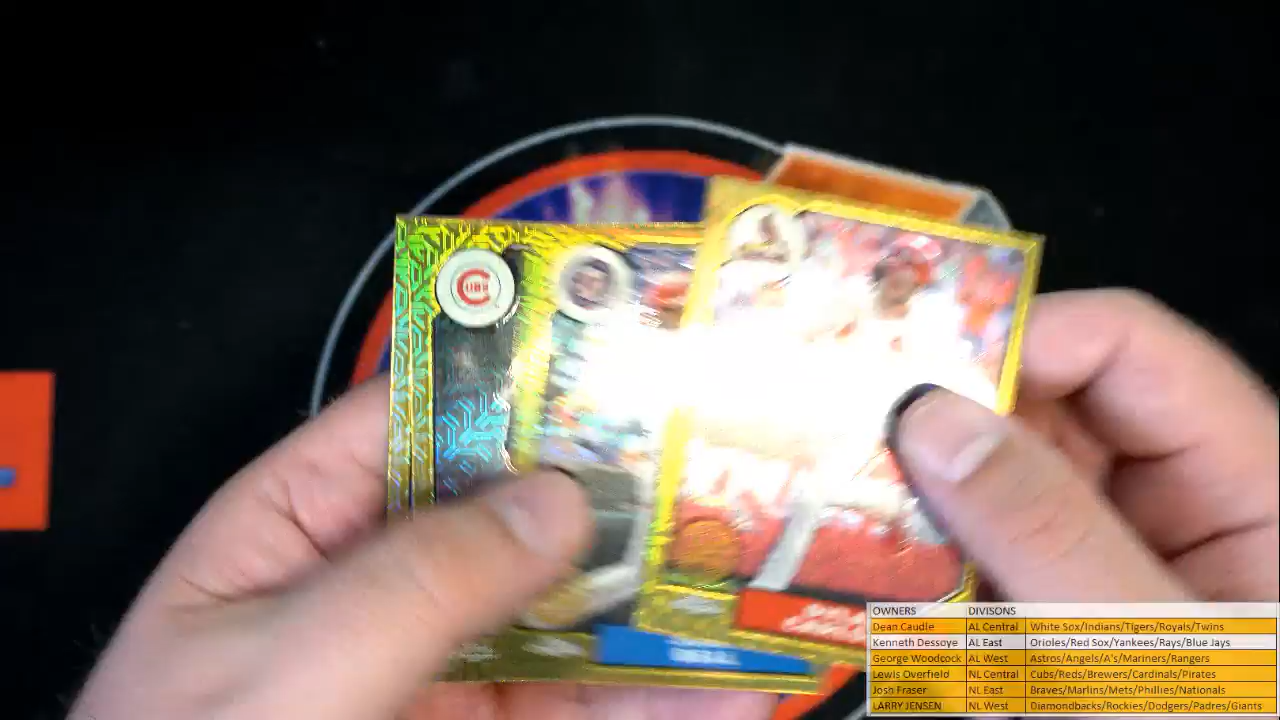 CUBS
OWNERS DIVISONS
Dean Caudle AL Central White Sox/Indians/Tigers/Royals/Twins
Kenneth Dessoye AL East Orioles/Red Sox/Yankees/Rays/Blue Jays
George Woodcock AL West Astros/Angels/A's/Mariners/Rangers
Lewis Overfield NL Central Cubs/Reds/Brewers/Cardinals/Pirates
Josh Fraser NL East Braves/Marlins/Mets/Phillies/Nationals
LARRY JENSEN NL West Diamondbacks/Rockies/Dodgers/Padres/Giants